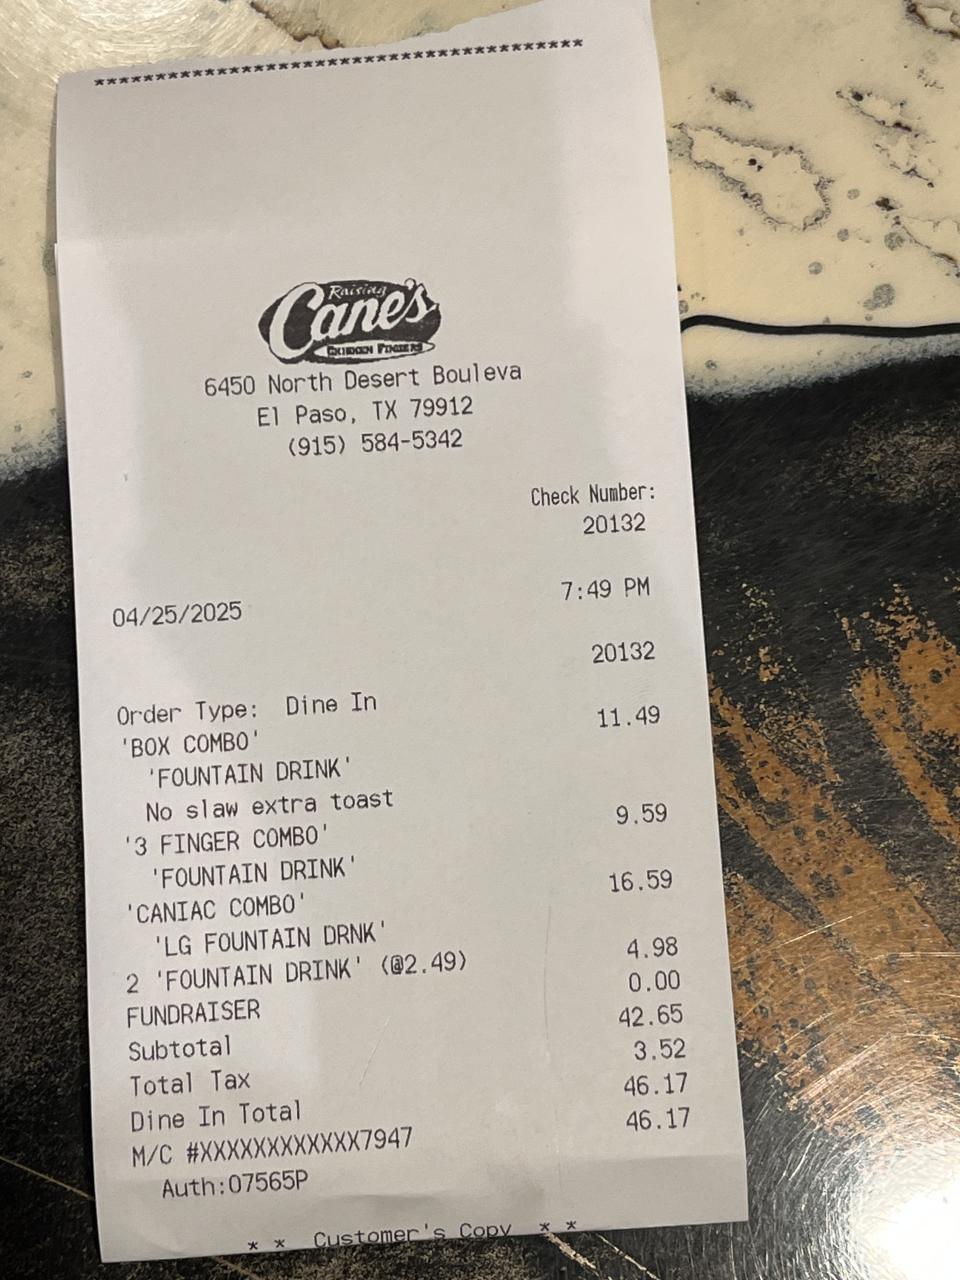 ***************************************
Raising
Cane's
CHICKEN FINGERS
6450 North Desert Bouleva
El Paso, TX 79912
(915) 584-5342
Check Number:
20132
04/25/2025 7:49 PM
20132
Order Type: Dine In
'BOX COMBO' 11.49
'FOUNTAIN DRINK'
No slaw extra toast
'3 FINGER COMBO' 9.59
'FOUNTAIN DRINK'
'CANIAC COMBO' 16.59
'LG FOUNTAIN DRNK'
2 'FOUNTAIN DRINK' (@2.49) 4.98
FUNDRAISER 0.00
Subtotal 42.65
Total Tax 3.52
Dine In Total 46.17
M/C #XXXXXXXXXXXX7947 46.17
Auth:07565P
* * Customer's Copy * *